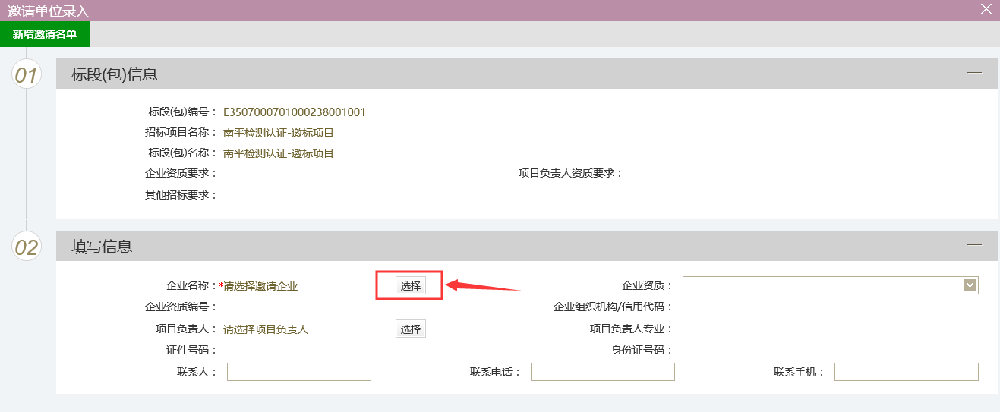 邀请单位录入
新增邀请名单
01 标段(包)信息
标段(包)编号： E3507000701000238001001
招标项目名称： 南平检测认证-邀标项目
标段(包)名称： 南平检测认证-邀标项目
企业资质要求： 项目负责人资质要求：
其他招标要求：
02 填写信息
企业名称：*请选择邀请企业 选择 企业资质：
企业资质编号： 企业组织机构/信用代码：
项目负责人： 请选择项目负责人 选择 项目负责人专业：
证件号码： 身份证号码：
联系人： 联系电话： 联系手机：